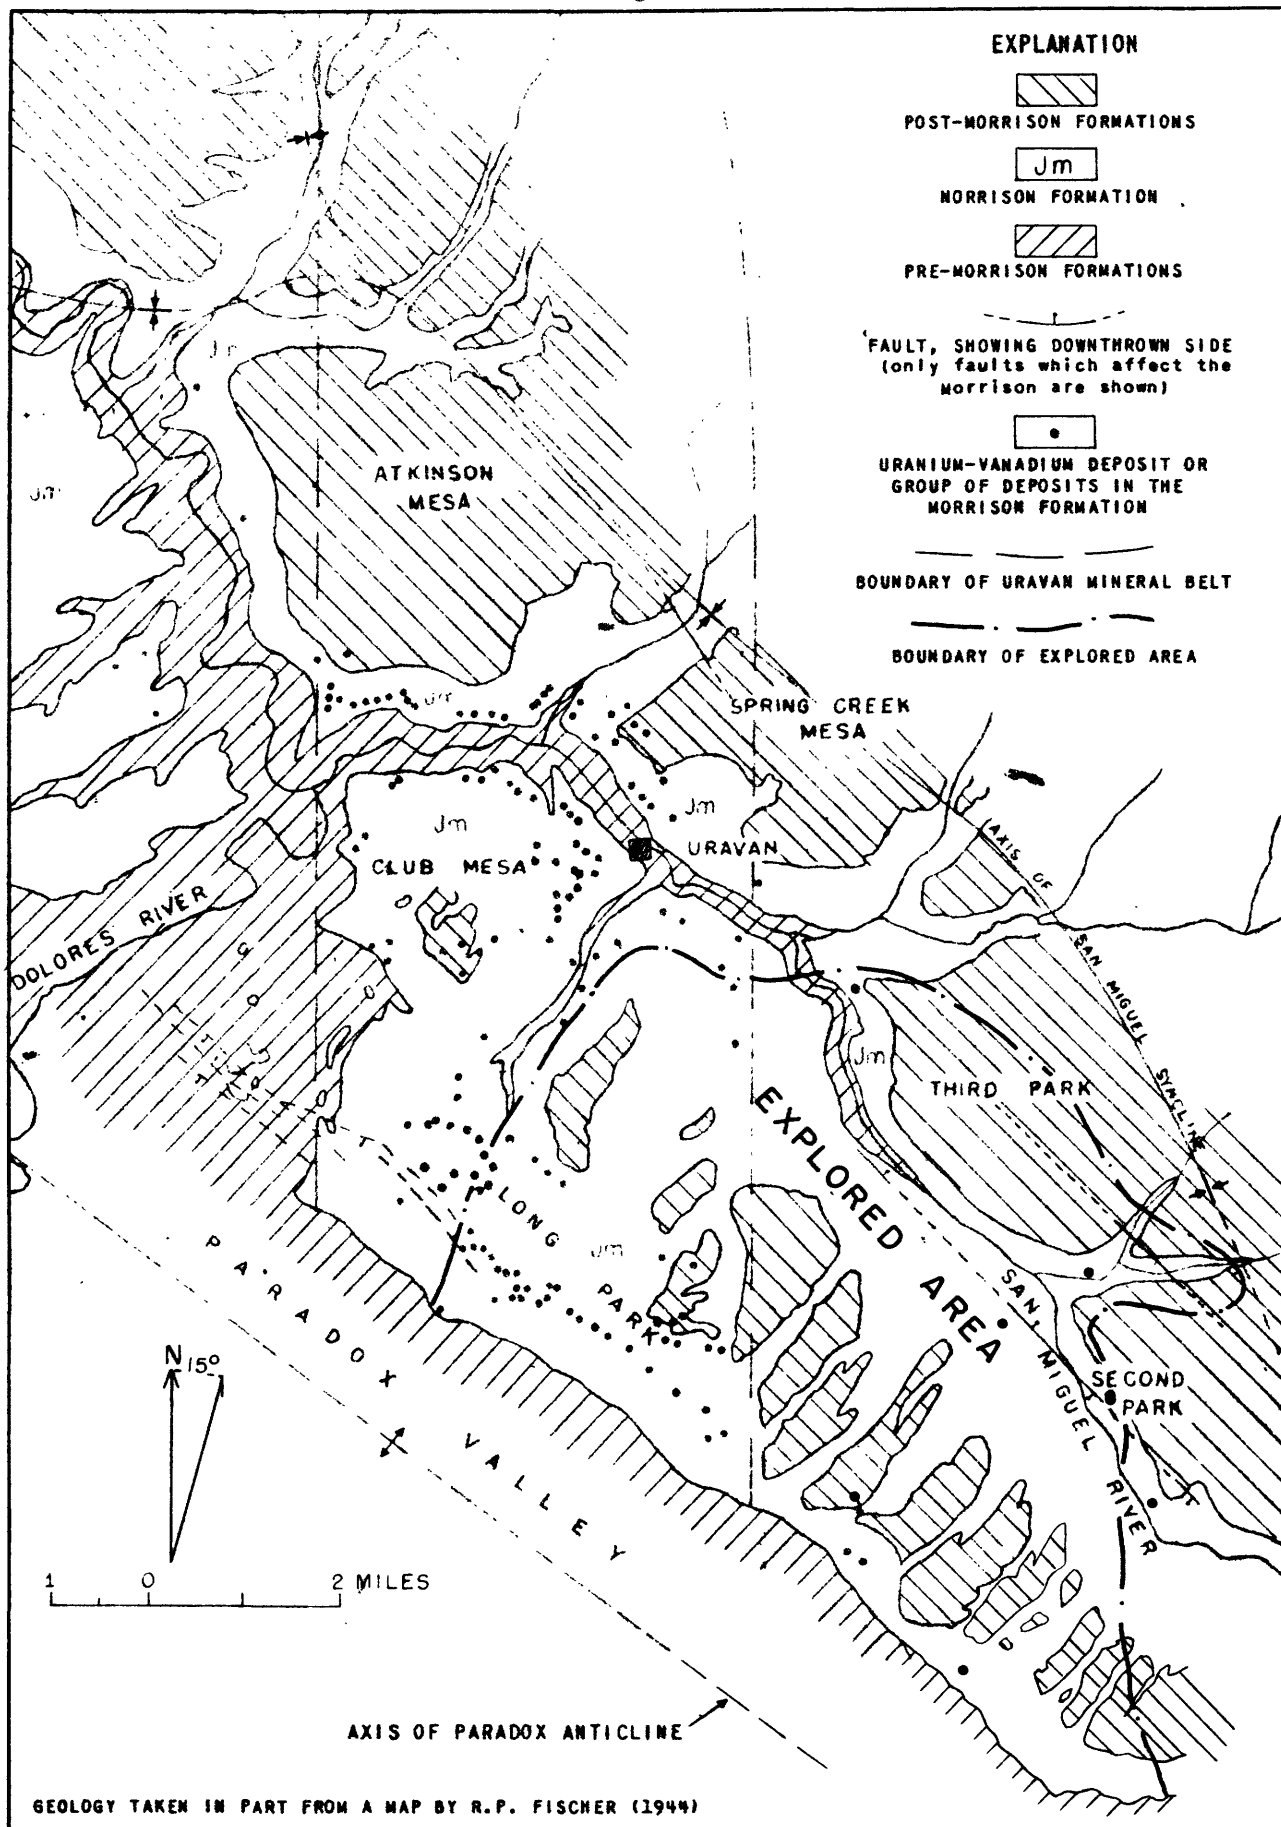 EXPLANATION
POST-MORRISON FORMATIONS
Jm
MORRISON FORMATION
PRE-MORRISON FORMATIONS
FAULT, SHOWING DOWNTHROWN SIDE
(only faults which affect the
Morrison are shown)
URANIUM-VANADIUM DEPOSIT OR
GROUP OF DEPOSITS IN THE
MORRISON FORMATION
BOUNDARY OF URAVAN MINERAL BELT
BOUNDARY OF EXPLORED AREA
Jm
ATKINSON
MESA
Jm
Jm
SPRING CREEK
MESA
Jm
Jm
URAVAN
CLUB MESA
AXIS OF SAN MIGUEL SYNCLINE
DOLORES RIVER
Jm
THIRD PARK
EXPLORED AREA
LONG PARK
Jm
PARADOX VALLEY
SAN MIGUEL RIVER
SECOND
PARK
N 15°
1 0 2 MILES
AXIS OF PARADOX ANTICLINE
GEOLOGY TAKEN IN PART FROM A MAP BY R.P. FISCHER (1944)